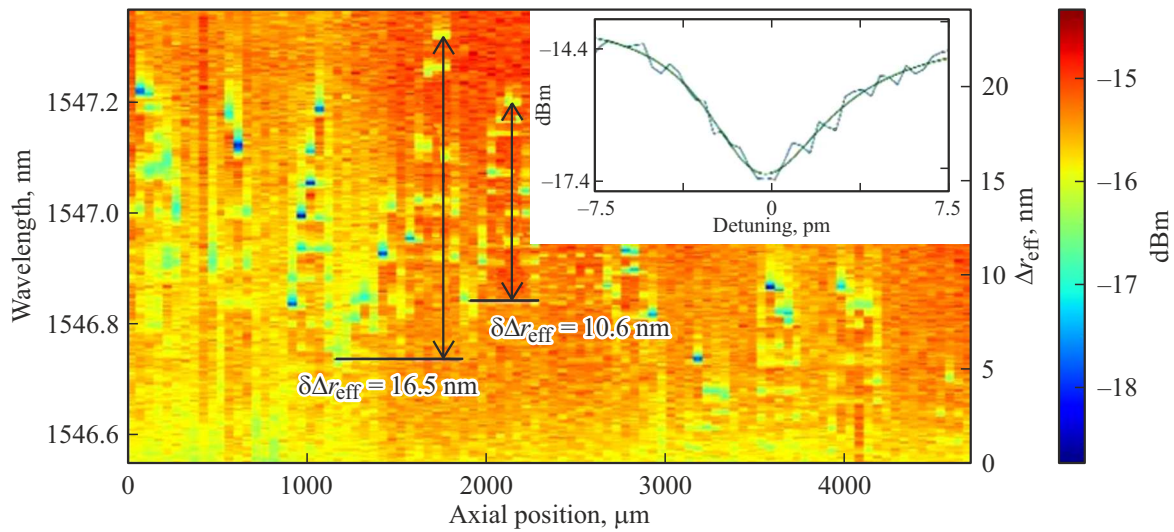 −14.4
dBm
−17.4
−7.5
0
7.5
Detuning, pm
Wavelength, nm
1547.2
1547.0
1546.8
1546.6
δΔr_eff = 16.5 nm
δΔr_eff = 10.6 nm
0
1000
2000
3000
4000
Axial position, μm
20
15
10
5
0
Δr_eff, nm
−15
−16
−17
−18
dBm